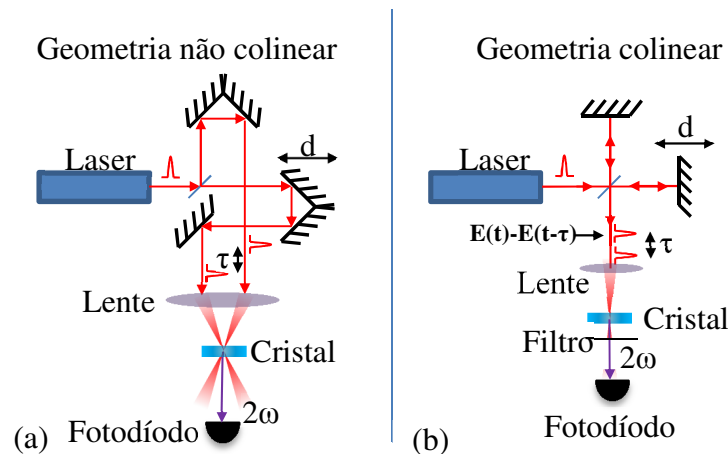 Geometria não colinear
d
Laser
τ
Lente
Cristal
2ω
Fotodíodo
(a)
Geometria colinear
d
Laser
E(t)-E(t-τ)
τ
Lente
Cristal
Filtro
2ω
Fotodíodo
(b)